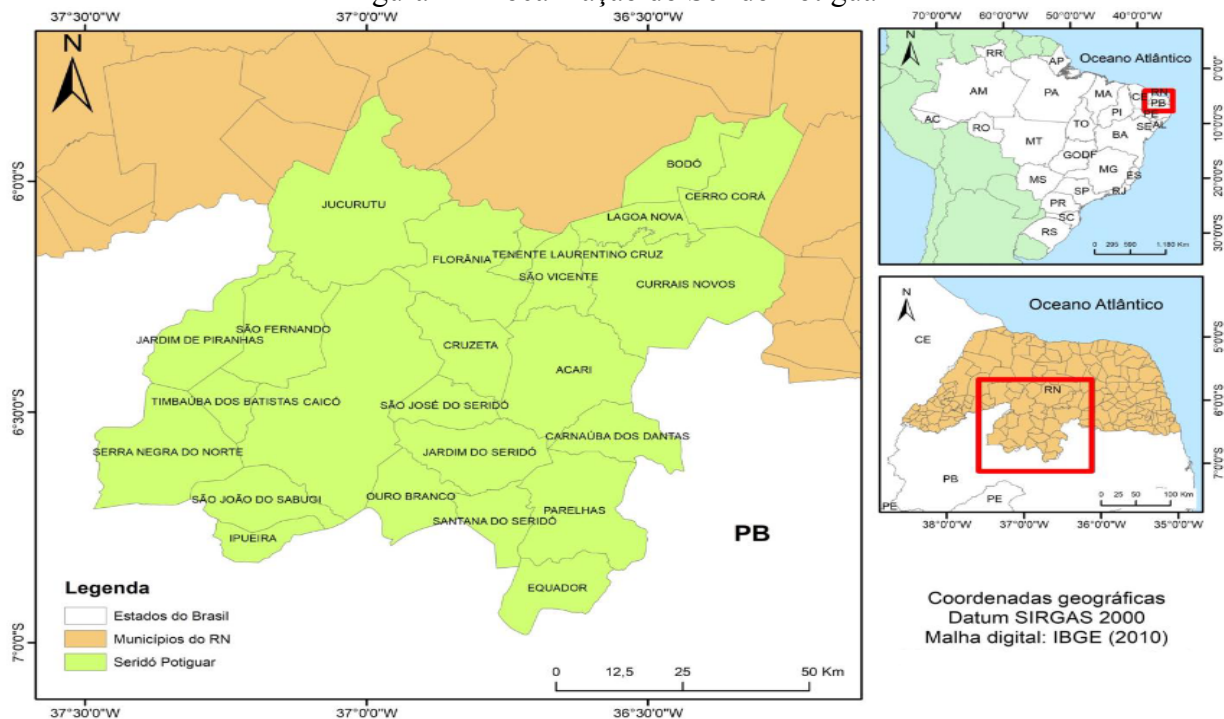 37°30'0"W
37°0'0"W
36°30'0"W
N
6°0'0"S
6°30'0"S
7°0'0"S
BODÓ
CERRO CORÁ
JUCURUTU
LAGOA NOVA
FLORÂNIA
TENENTE LAURENTINO CRUZ
SÃO VICENTE
CURRAIS NOVOS
SÃO FERNANDO
JARDIM DE PIRANHAS
CRUZETA
ACARI
TIMBAÚBA DOS BATISTAS
CAICÓ
SÃO JOSÉ DO SERIDÓ
CARNAÚBA DOS DANTAS
SERRA NEGRA DO NORTE
JARDIM DO SERIDÓ
SÃO JOÃO DO SABUGI
OURO BRANCO
SANTANA DO SERIDÓ
PARELHAS
IPUEIRA
EQUADOR
PB
Legenda
Estados do Brasil
Municípios do RN
Seridó Potiguar
0 12,5 25 50 Km
37°30'0"W
37°0'0"W
36°30'0"W
70°0'0"W 60°0'0"W 50°0'0"W 40°0'0"W
N
Oceano Atlântico
RR
AP
AM
PA
MA
CE
RN
PB
PI
AC
TO
AL
SE
RO
BA
MT
GO
DF
MG
ES
MS
SP
RJ
PR
SC
RS
0 295 590 1.180 Km
0°0'0"
10°0'0"S
20°0'0"S
30°0'0"S
N
Oceano Atlântico
CE
RN
PB
PE
PE
0 25 50 100 Km
5°0'0"S
6°0'0"S
7°0'0"S
38°0'0"W 37°0'0"W 36°0'0"W 35°0'0"W
Coordenadas geográficas
Datum SIRGAS 2000
Malha digital: IBGE (2010)